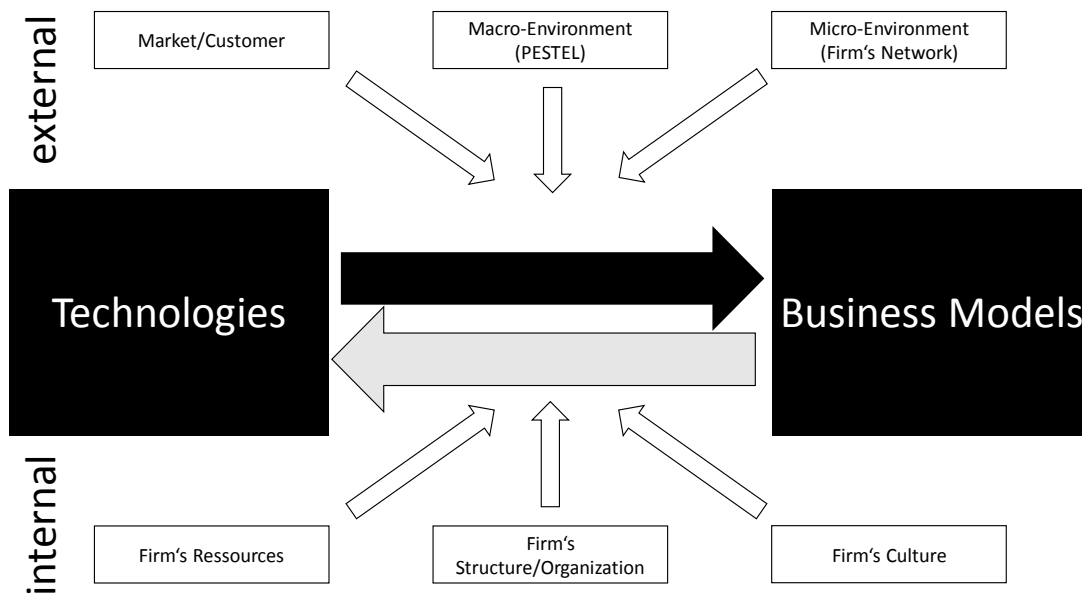 external
Market/Customer
Macro-Environment
(PESTEL)
Micro-Environment
(Firm‘s Network)
Technologies
Business Models
internal
Firm‘s Ressources
Firm‘s
Structure/Organization
Firm‘s Culture